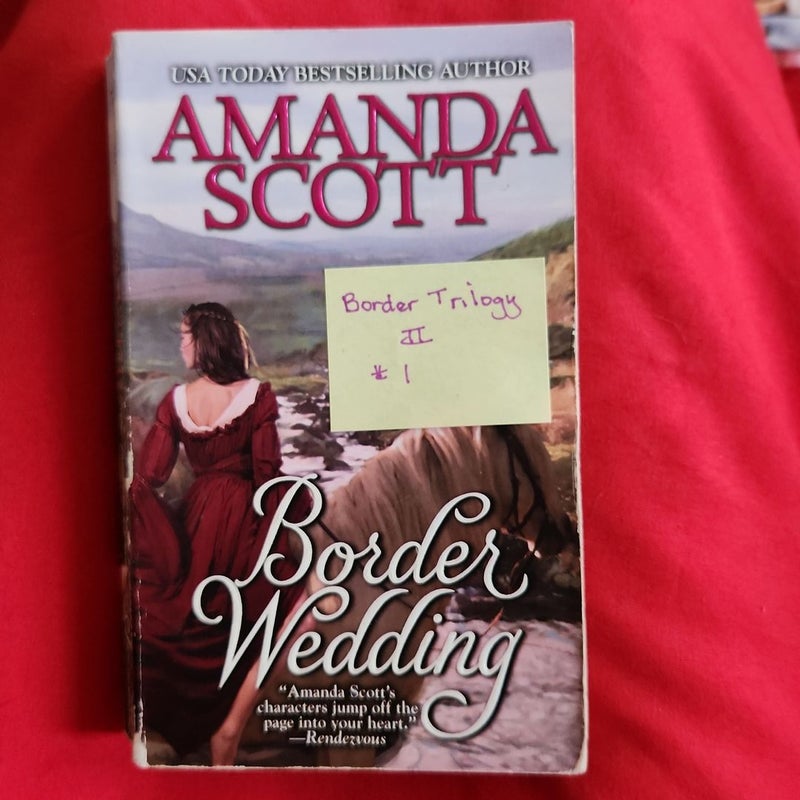 USA TODAY BESTSELLING AUTHOR
AMANDA
SCOTT
Border Trilogy
II
# 1
Border
Wedding
“Amanda Scott's
characters jump off the
page into your heart.”
—Rendezvous